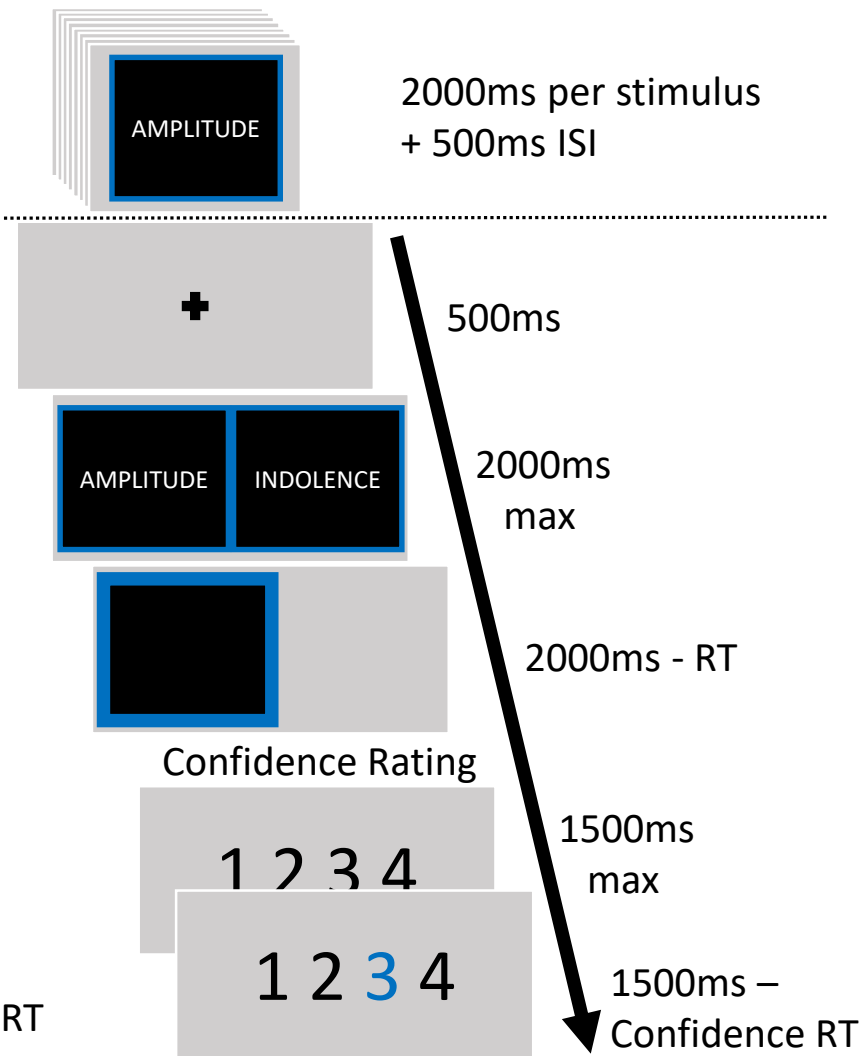 AMPLITUDE
2000ms per stimulus
+ 500ms ISI
500ms
AMPLITUDE
INDOLENCE
2000ms
max
2000ms - RT
Confidence Rating
1 2 3 4
1500ms
max
1 2 3 4
1500ms –
Confidence RT
RT